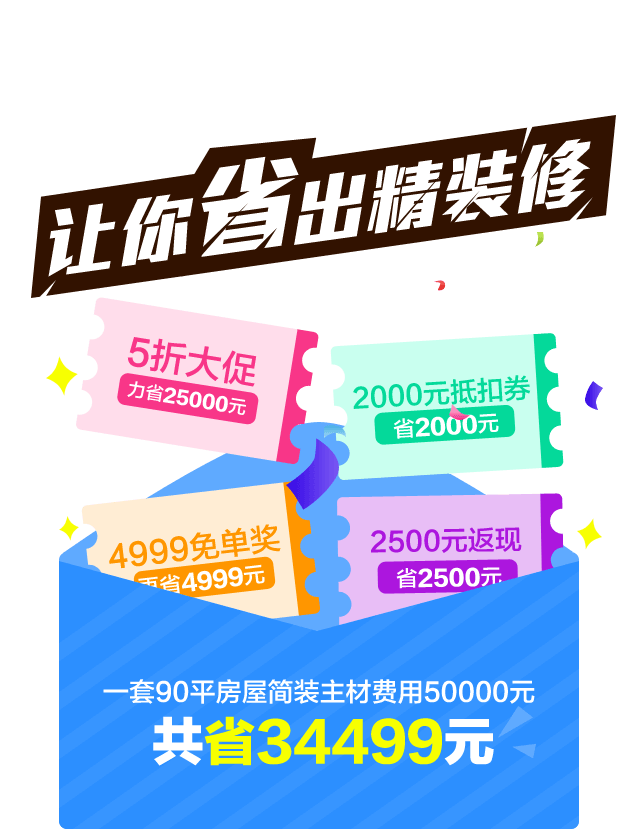 让你省出精装修
5折大促
力省25000元
2000元抵扣券
省2000元
4999免单奖
再省4999元
2500元返现
省2500元
一套90平房屋简装主材费用50000元
共省34499元